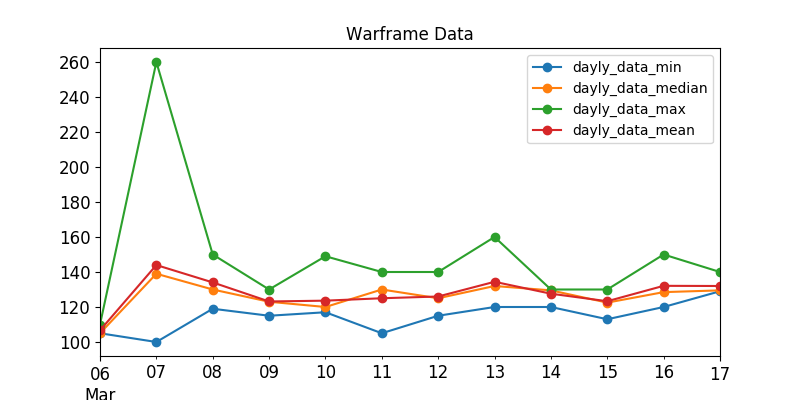 Warframe Data
260
240
220
200
180
160
140
120
100
dayly_data_min
dayly_data_median
dayly_data_max
dayly_data_mean
06 07 08 09 10 11 12 13 14 15 16 17
Mar